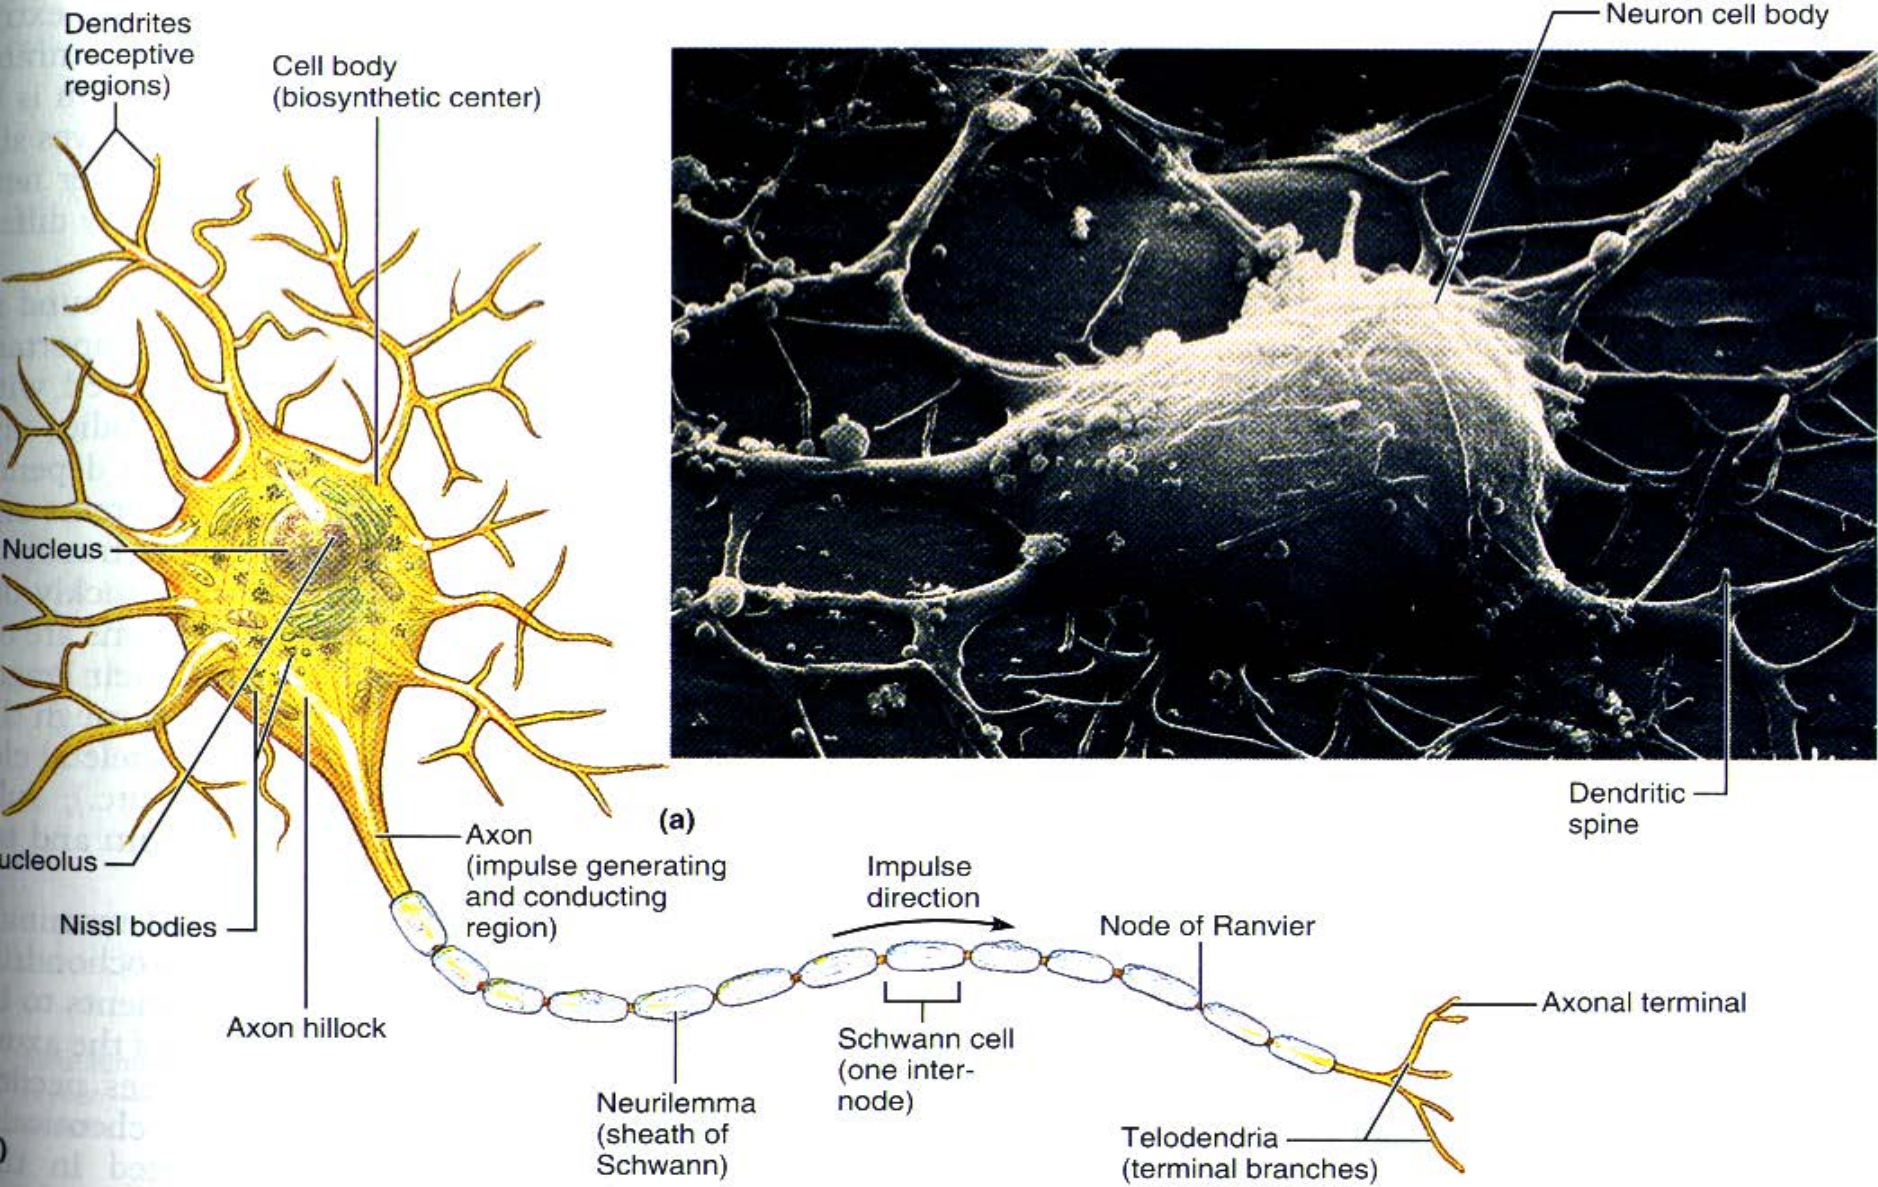 Dendrites
(receptive
regions)
Cell body
(biosynthetic center)
Neuron cell body
Nucleus
ucleolus
Nissl bodies
Axon hillock
Axon
(impulse generating
and conducting
region)
(a)
Impulse
direction
Dendritic
spine
Node of Ranvier
Schwann cell
(one inter-
node)
Neurilemma
(sheath of
Schwann)
Axonal terminal
Telodendria
(terminal branches)
)